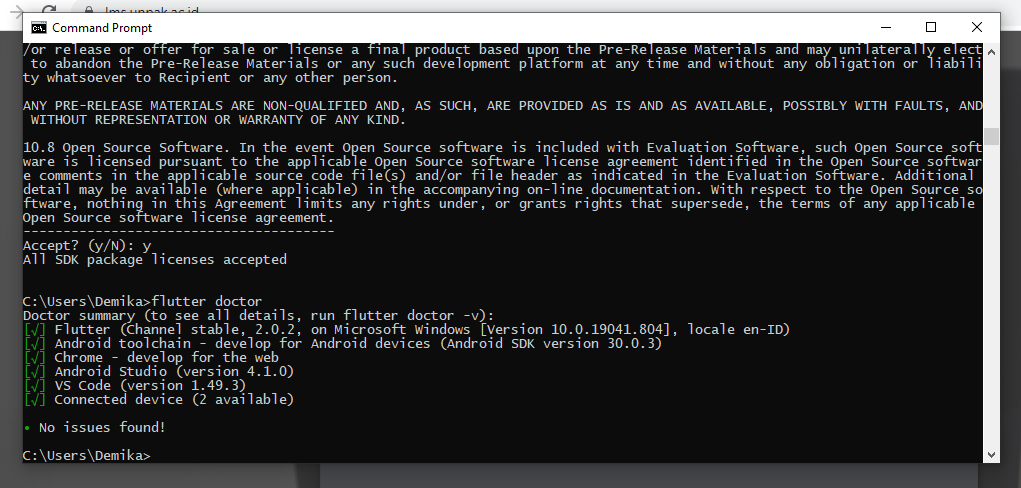 lms.unpak.ac.id
Command Prompt
/or release or offer for sale or license a final product based upon the Pre-Release Materials and may unilaterally elect
 to abandon the Pre-Release Materials or any such development platform at any time and without any obligation or liabili
ty whatsoever to Recipient or any other person.
ANY PRE-RELEASE MATERIALS ARE NON-QUALIFIED AND, AS SUCH, ARE PROVIDED AS IS AND AS AVAILABLE, POSSIBLY WITH FAULTS, AND
 WITHOUT REPRESENTATION OR WARRANTY OF ANY KIND.
10.8 Open Source Software. In the event Open Source software is included with Evaluation Software, such Open Source soft
ware is licensed pursuant to the applicable Open Source software license agreement identified in the Open Source softwar
e comments in the applicable source code file(s) and/or file header as indicated in the Evaluation Software. Additional
detail may be available (where applicable) in the accompanying on-line documentation. With respect to the Open Source so
ftware, nothing in this Agreement limits any rights under, or grants rights that supersede, the terms of any applicable
Open Source software license agreement.
---------------------------------------
Accept? (y/N): y
All SDK package licenses accepted
C:\Users\Demika>flutter doctor
Doctor summary (to see all details, run flutter doctor -v):
[√] Flutter (Channel stable, 2.0.2, on Microsoft Windows [Version 10.0.19041.804], locale en-ID)
[√] Android toolchain - develop for Android devices (Android SDK version 30.0.3)
[√] Chrome - develop for the web
[√] Android Studio (version 4.1.0)
[√] VS Code (version 1.49.3)
[√] Connected device (2 available)
• No issues found!
C:\Users\Demika>